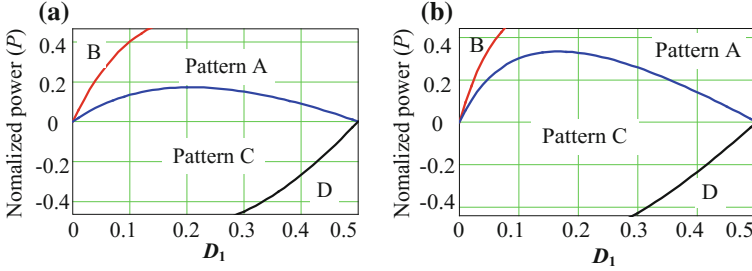 (a)
Nomalized power (P)
0.4
0.2
0
-0.2
-0.4
B
Pattern A
Pattern C
D
0
0.1
0.2
0.3
0.4
0.5
D1
(b)
Nomalized power (P)
0.4
0.2
0
-0.2
-0.4
B
Pattern A
Pattern C
D
0
0.1
0.2
0.3
0.4
0.5
D1